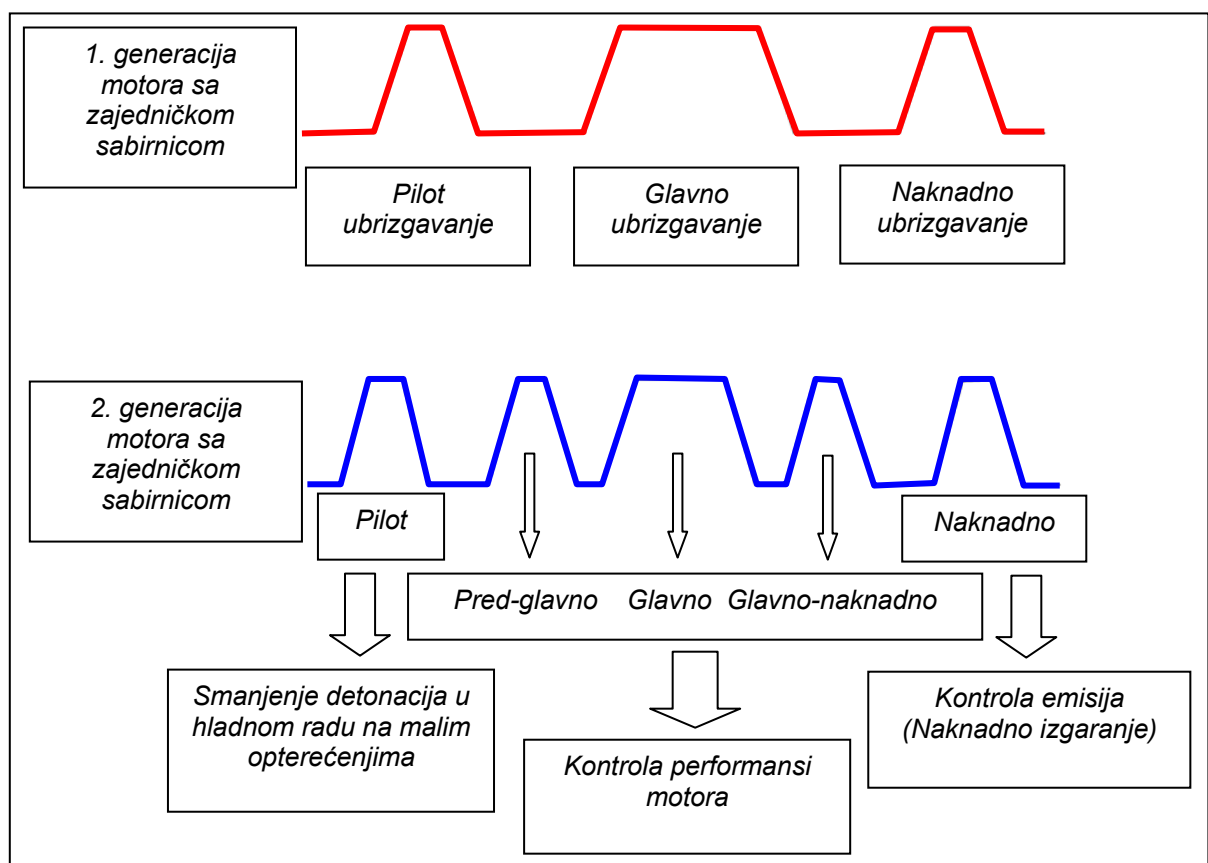 1. generacija
motora sa
zajedničkom
sabirnicom
Pilot
ubrizgavanje
Glavno
ubrizgavanje
Naknadno
ubrizgavanje
2. generacija
motora sa
zajedničkom
sabirnicom
Pilot
Naknadno
Pred-glavno Glavno Glavno-naknadno
Smanjenje detonacija u
hladnom radu na malim
opterećenjima
Kontrola performansi
motora
Kontrola emisija
(Naknadno izgaranje)